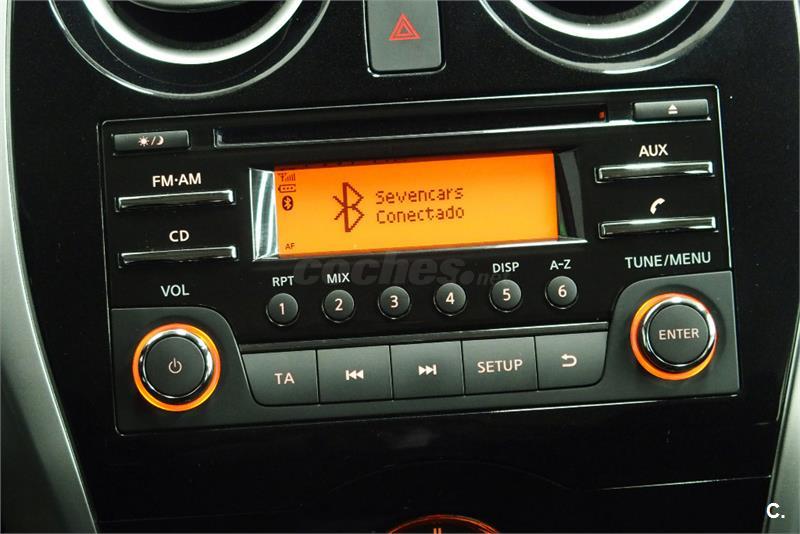 FM·AM
CD
AUX
Sevencars
Conectado
AF
VOL
RPT MIX DISP A-Z
1 2 3 4 5 6
TUNE/MENU
ENTER
TA
SETUP
coches.net
C.